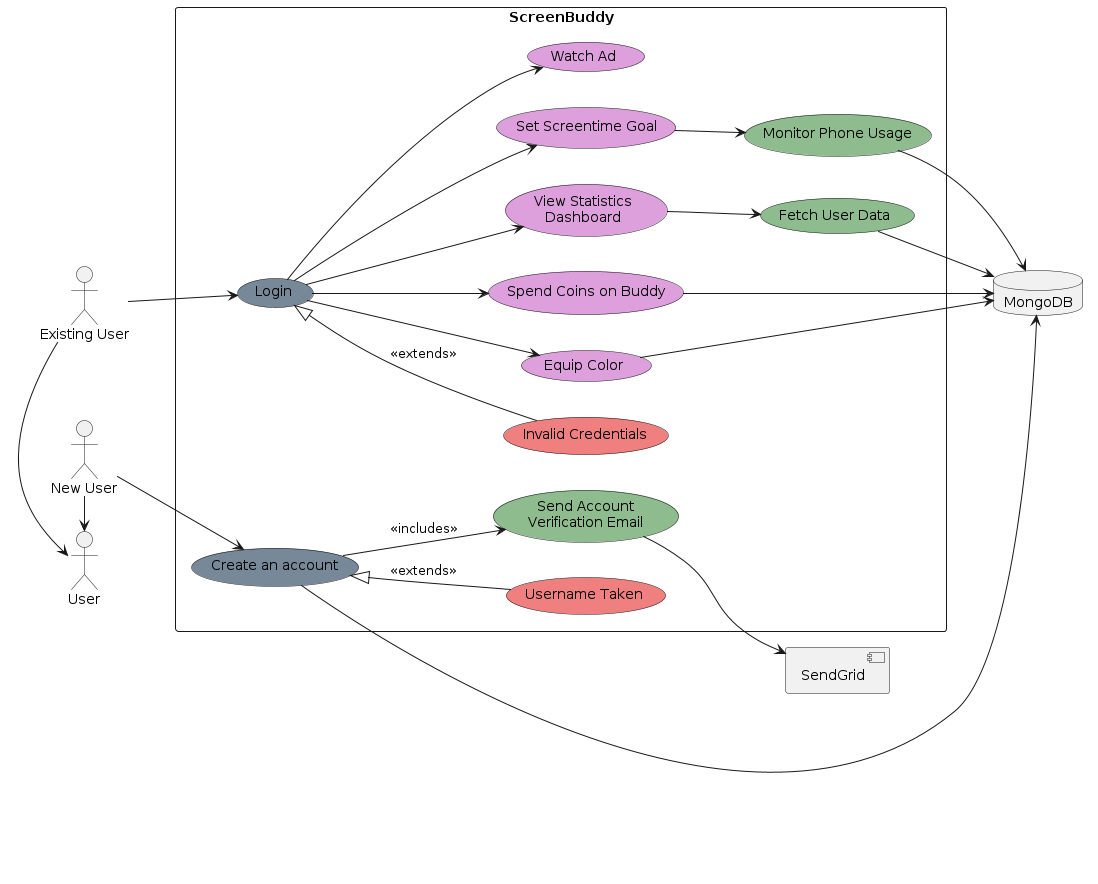 ScreenBuddy
Watch Ad
Set Screentime Goal
Monitor Phone Usage
View Statistics
Dashboard
Fetch User Data
Login
Spend Coins on Buddy
MongoDB
Existing User
«extends»
Equip Color
Invalid Credentials
New User
Send Account
Verification Email
«includes»
Create an account
«extends»
Username Taken
User
SendGrid